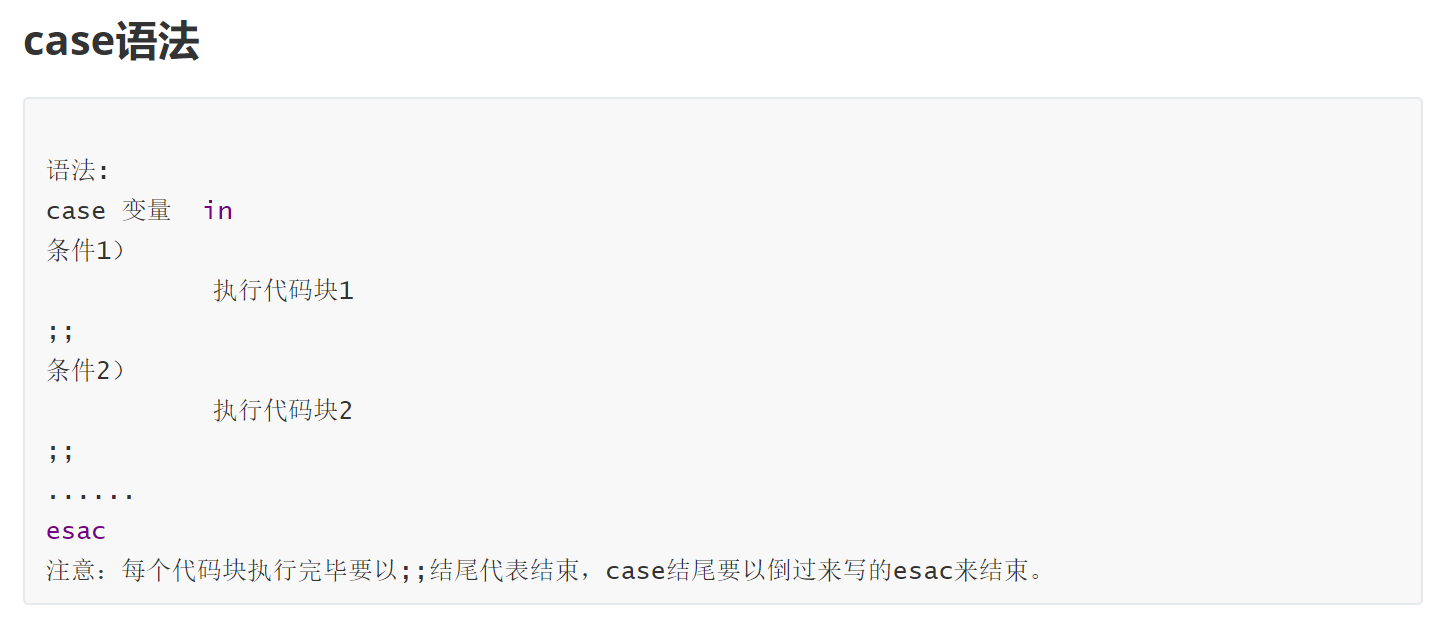 case语法
语法:
case 变量  in
条件1）
           执行代码块1
;;
条件2）
           执行代码块2
;;
......
esac
注意：每个代码块执行完毕要以;;结尾代表结束，case结尾要以倒过来写的esac来结束。